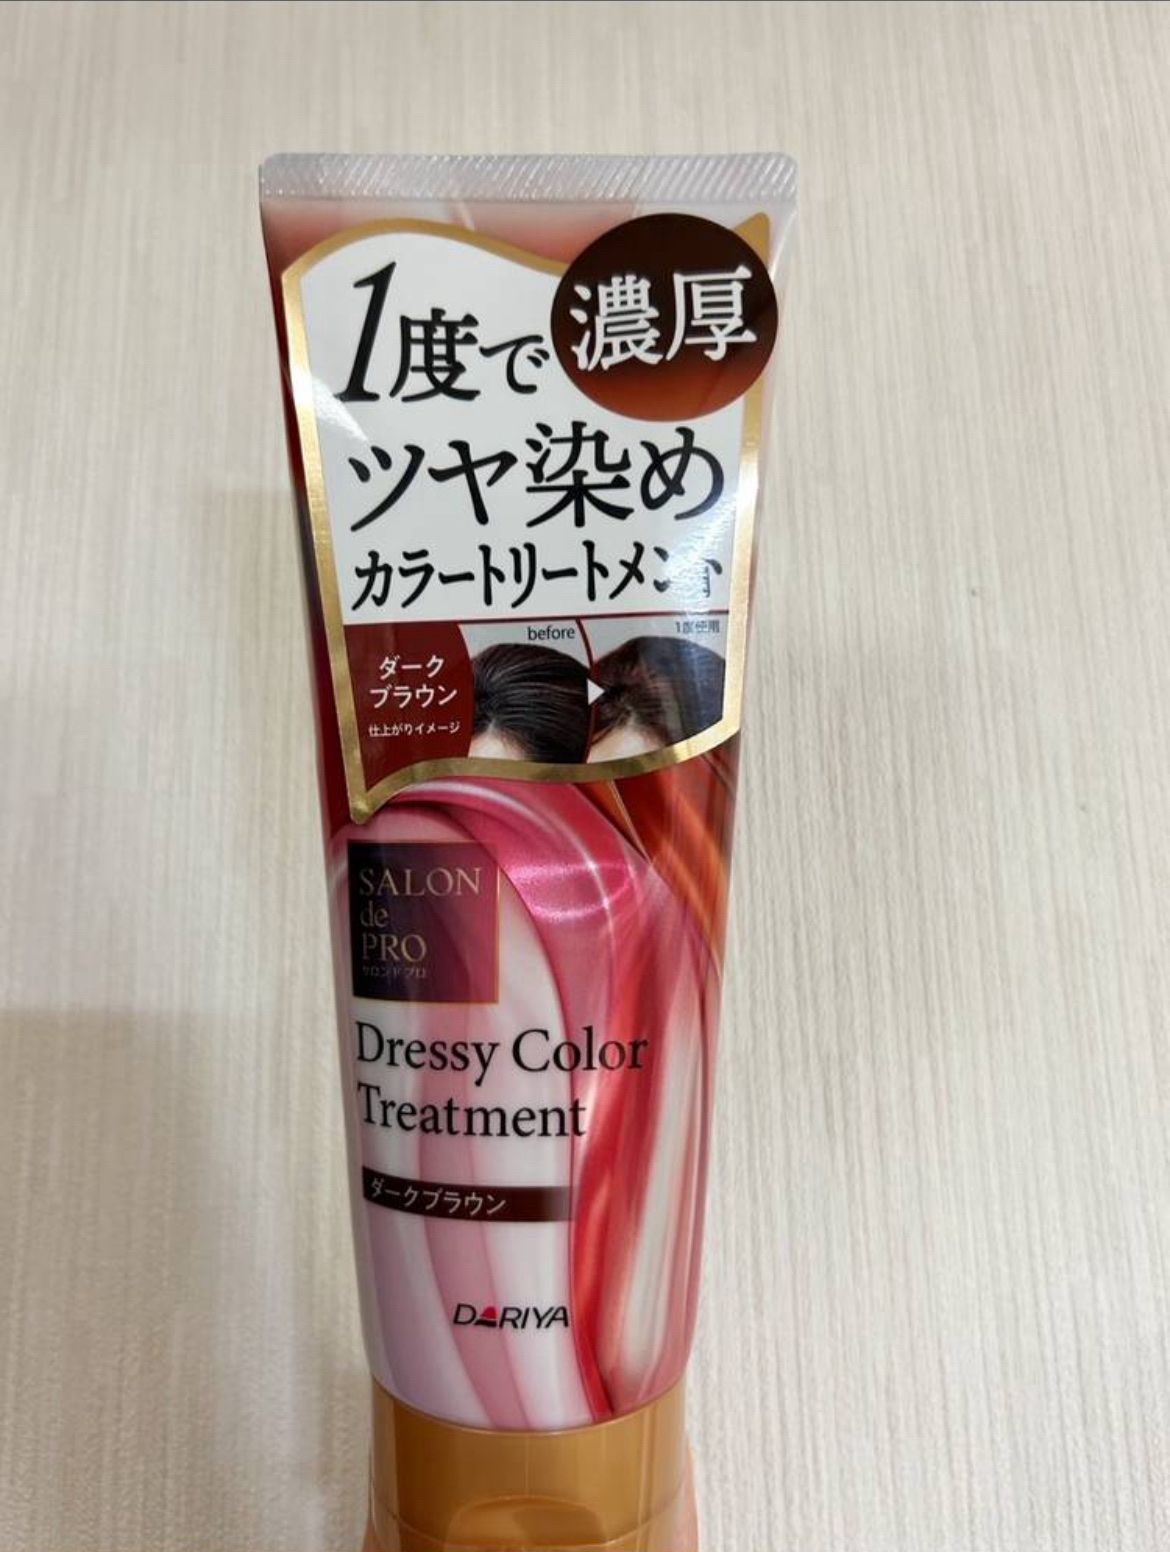 濃厚
1度で
ツヤ染め
カラートリートメント
before
1度使用
ダーク
ブラウン
仕上がりイメージ
SALON
de
PRO
サロンドプロ
Dressy Color
Treatment
ダークブラウン
DARIYA